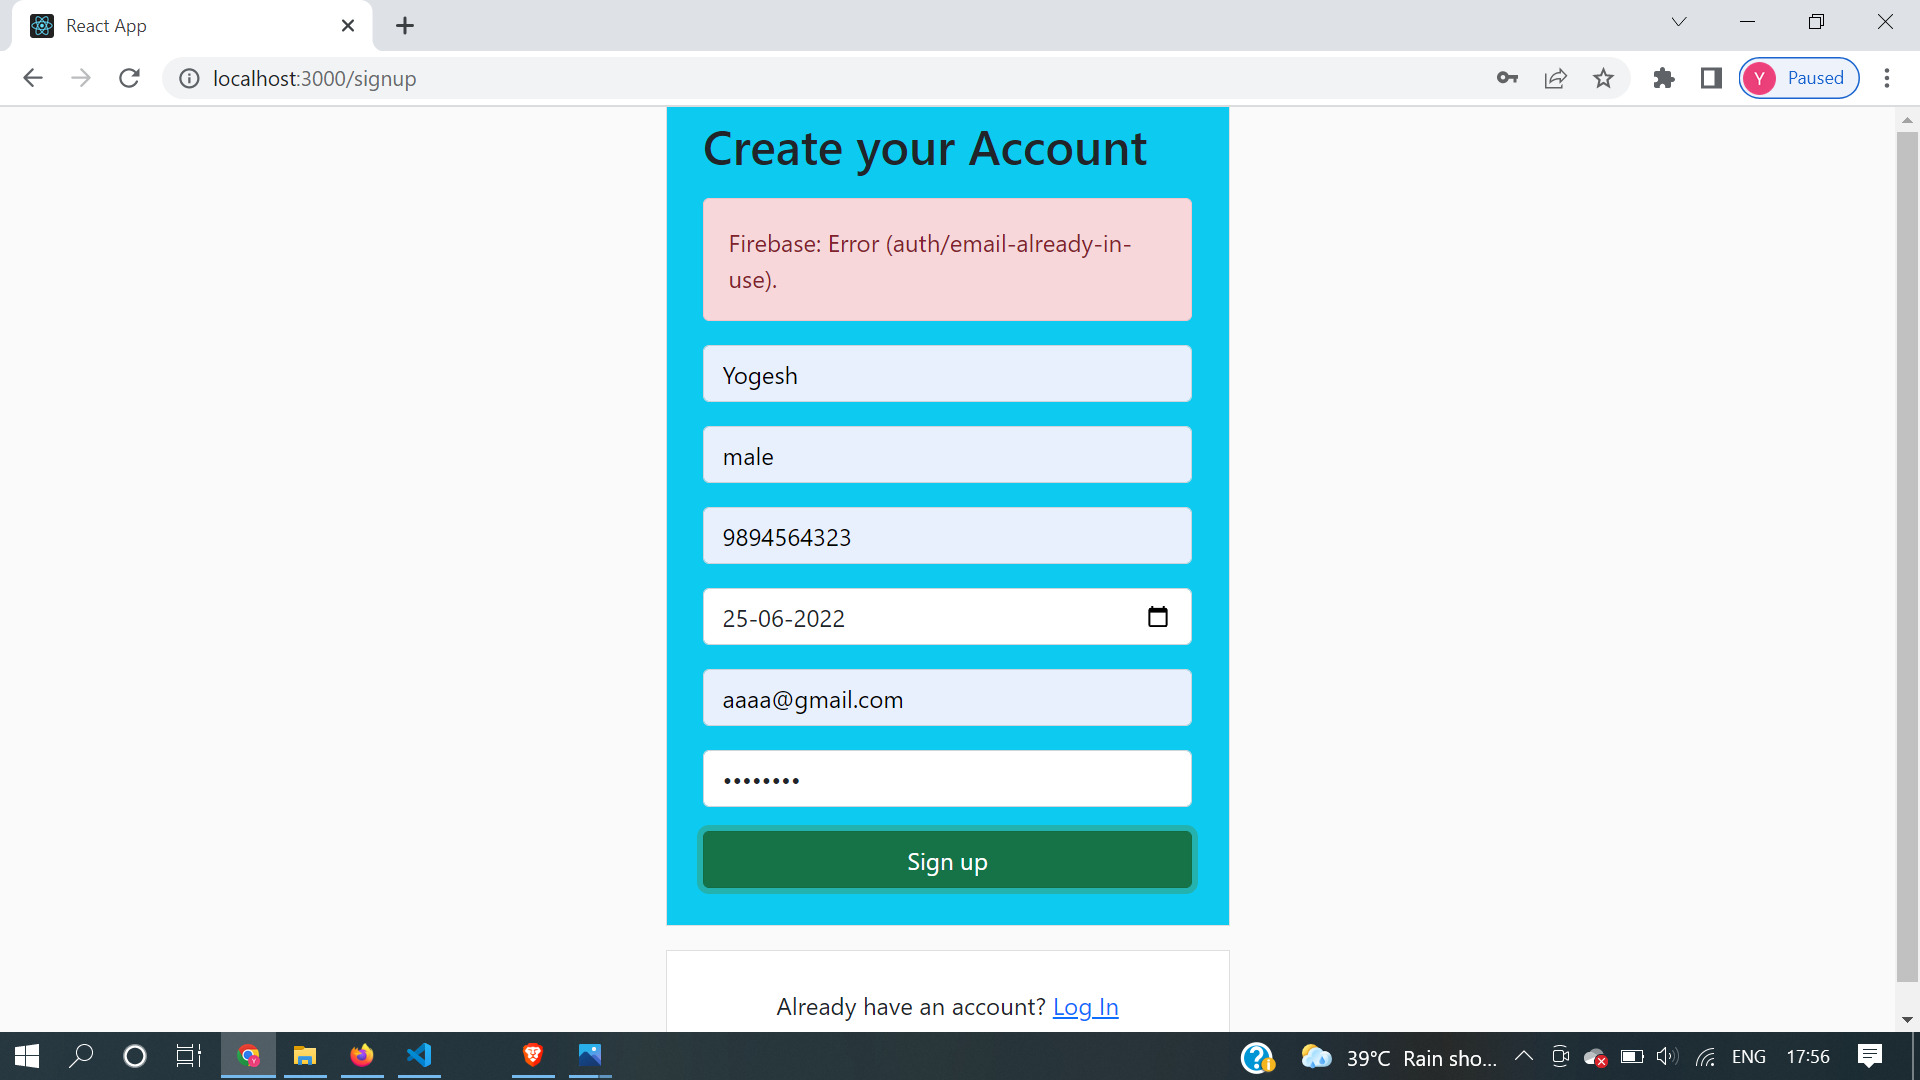 React App
localhost:3000/signup
Y Paused
Create your Account
Firebase: Error (auth/email-already-in-
use).
Yogesh
male
9894564323
25-06-2022
aaaa@gmail.com
••••••••
Sign up
Already have an account? Log In
39°C Rain sho... ENG 17:56